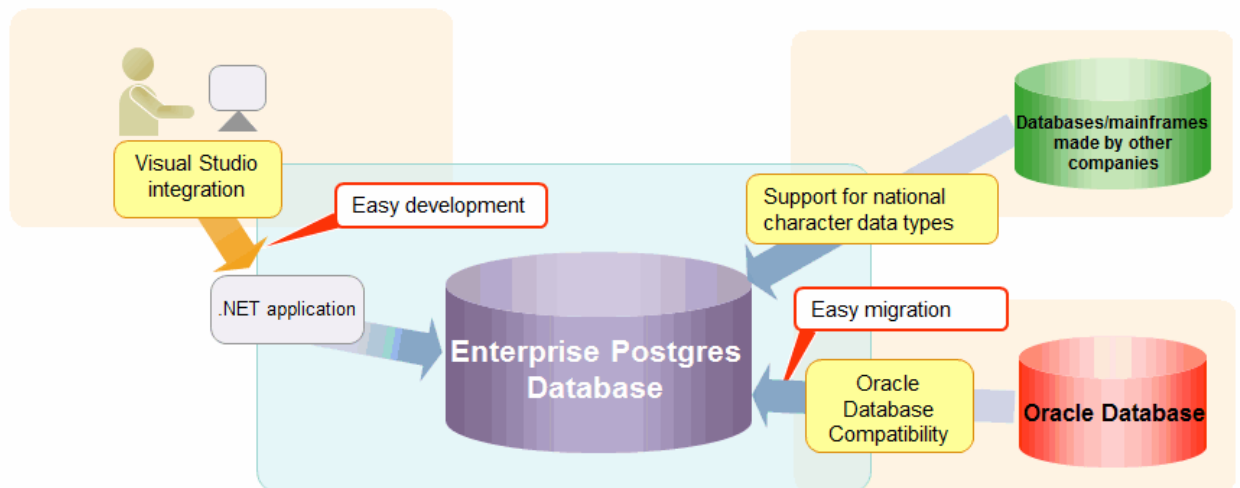 Visual Studio
integration
Easy development
.NET application
Enterprise Postgres
Database
Databases/mainframes
made by other
companies
Support for national
character data types
Easy migration
Oracle
Database
Compatibility
Oracle Database